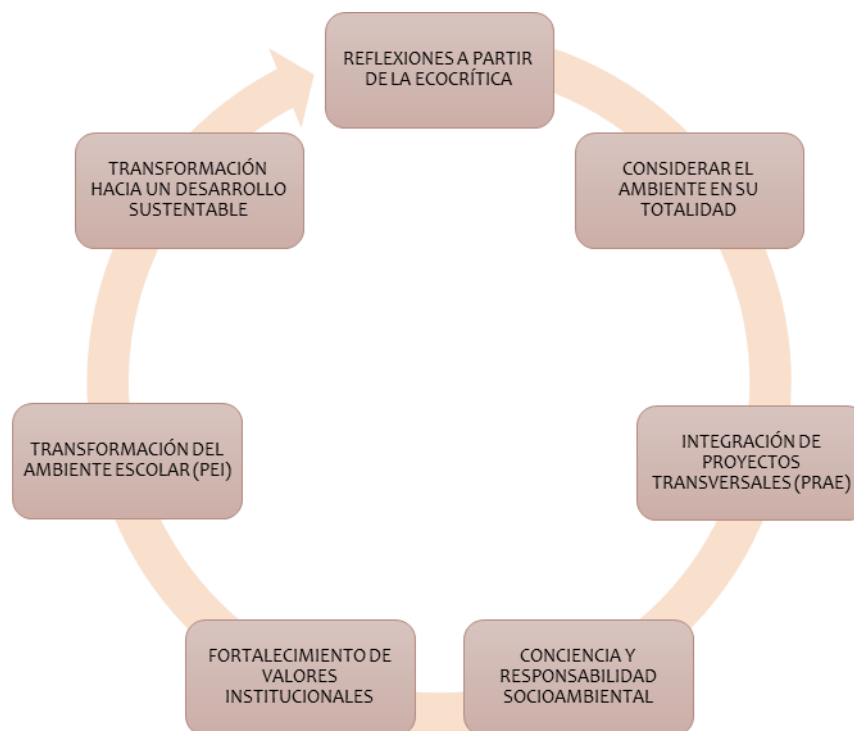 REFLEXIONES A PARTIR
DE LA ECOCRÍTICA
CONSIDERAR EL
AMBIENTE EN SU
TOTALIDAD
INTEGRACIÓN DE
PROYECTOS
TRANSVERSALES (PRAE)
CONCIENCIA Y
RESPONSABILIDAD
SOCIOAMBIENTAL
FORTALECIMIENTO DE
VALORES
INSTITUCIONALES
TRANSFORMACIÓN DEL
AMBIENTE ESCOLAR (PEI)
TRANSFORMACIÓN
HACIA UN DESARROLLO
SUSTENTABLE